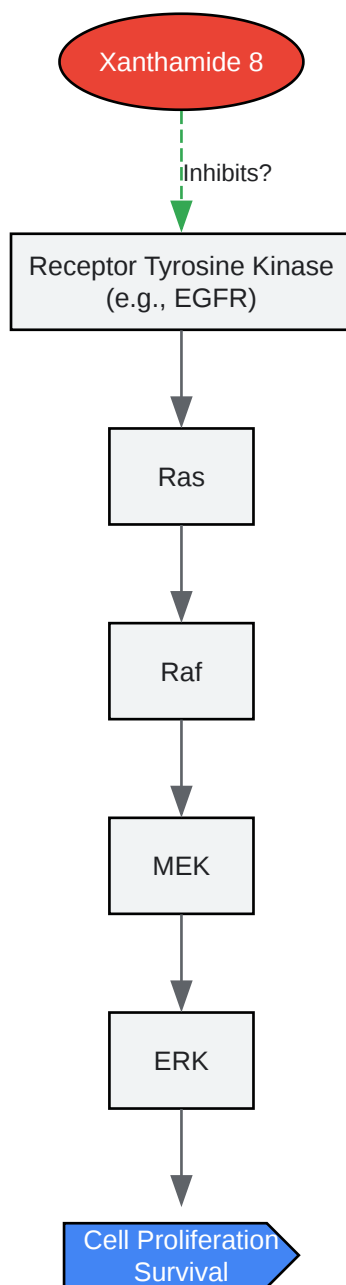 Xanthamide 8
Inhibits?
Receptor Tyrosine Kinase
(e.g., EGFR)
Ras
Raf
MEK
ERK
Cell Proliferation
Survival